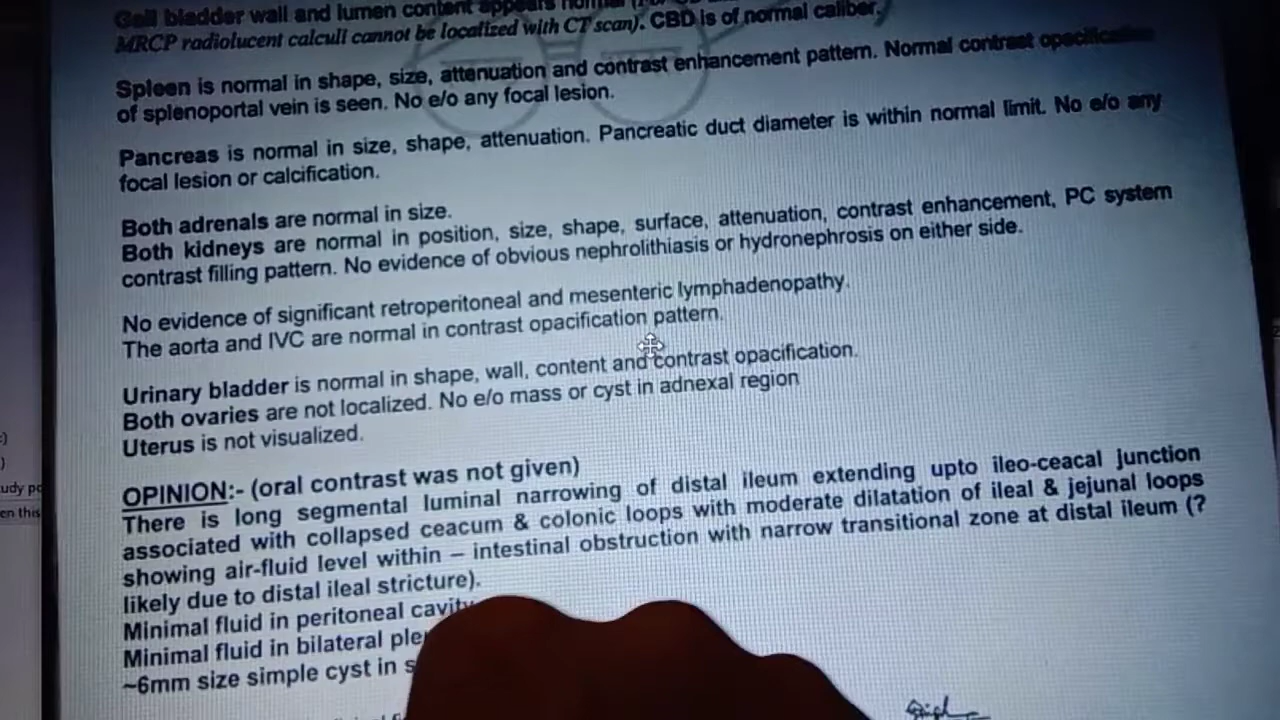 Gall bladder wall and lumen content appears normal
MRCP radiolucent calculi cannot be localized with CT scan). CBD is of normal caliber.
Spleen is normal in shape, size, attenuation and contrast enhancement pattern. Normal contrast opacification
of splenoportal vein is seen. No e/o any focal lesion.
Pancreas is normal in size, shape, attenuation. Pancreatic duct diameter is within normal limit. No e/o any
focal lesion or calcification.
Both adrenals are normal in size.
Both kidneys are normal in position, size, shape, surface, attenuation, contrast enhancement, PC system
contrast filling pattern. No evidence of obvious nephrolithiasis or hydronephrosis on either side.
No evidence of significant retroperitoneal and mesenteric lymphadenopathy.
The aorta and IVC are normal in contrast opacification pattern.
Urinary bladder is normal in shape, wall, content and contrast opacification.
Both ovaries are not localized. No e/o mass or cyst in adnexal region
Uterus is not visualized.
OPINION:- (oral contrast was not given)
There is long segmental luminal narrowing of distal ileum extending upto ileo-ceacal junction
associated with collapsed ceacum & colonic loops with moderate dilatation of ileal & jejunal loops
showing air-fluid level within – intestinal obstruction with narrow transitional zone at distal ileum (?
likely due to distal ileal stricture).
Minimal fluid in peritoneal cavity
Minimal fluid in bilateral
~6mm size simple cyst in